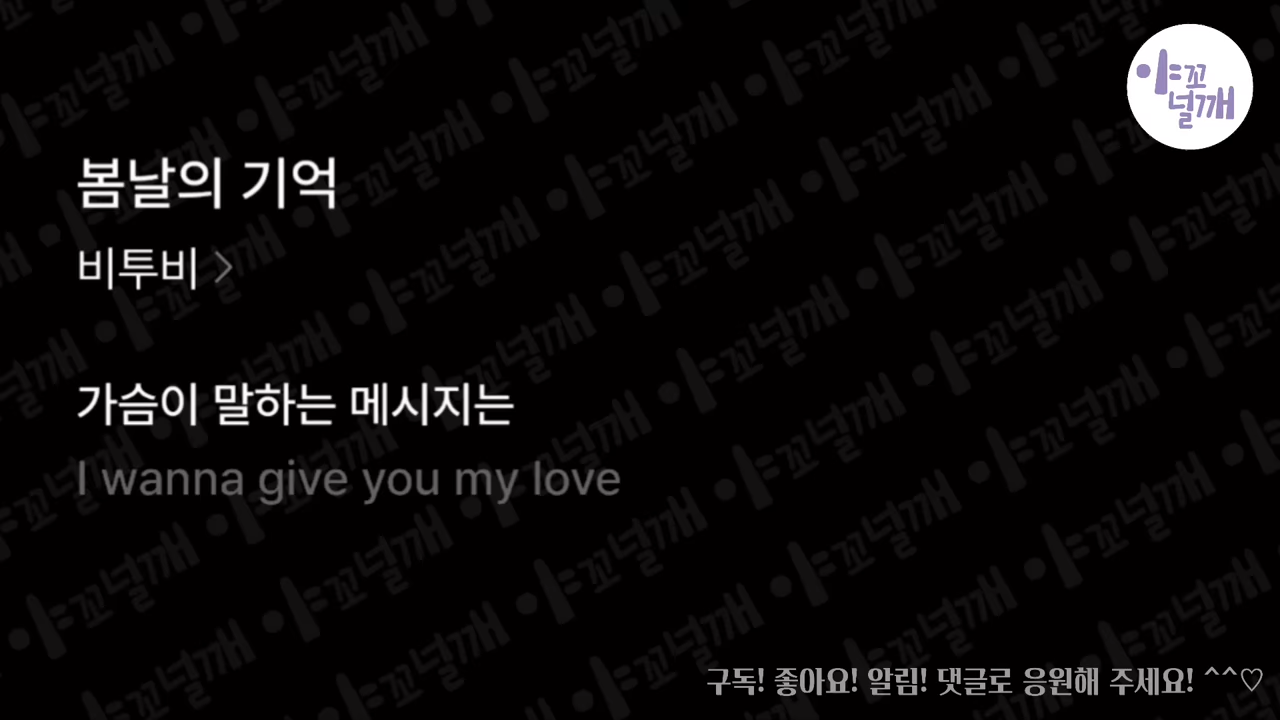 야꼬
널깨
봄날의 기억
비투비 >
가슴이 말하는 메시지는
I wanna give you my love
구독! 좋아요! 알림! 댓글로 응원해 주세요! ^^♡